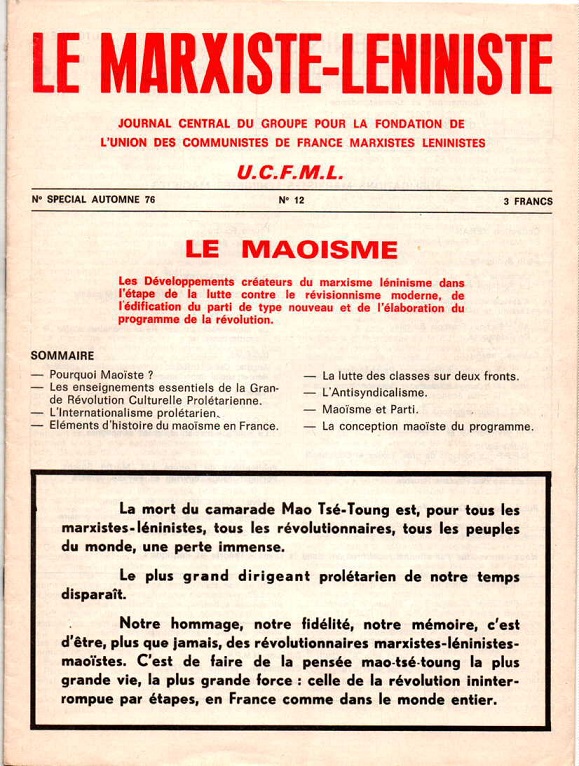 LE MARXISTE-LENINISTE
JOURNAL CENTRAL DU GROUPE POUR LA FONDATION DE
L'UNION DES COMMUNISTES DE FRANCE MARXISTES LENINISTES
U.C.F.M.L.
N° SPECIAL AUTOMNE 76 N° 12 3 FRANCS
LE MAOISME
Les Développements créateurs du marxisme léninisme dans
l'étape de la lutte contre le révisionnisme moderne, de
l'édification du parti de type nouveau et de l'élaboration du
programme de la révolution.
SOMMAIRE
— Pourquoi Maoïste ?
— Les enseignements essentiels de la Gran-
de Révolution Culturelle Prolétarienne.
— L'Internationalisme prolétarien.
— Eléments d'histoire du maoïsme en France.
— La lutte des classes sur deux fronts.
— L'Antisyndicalisme.
— Maoïsme et Parti.
— La conception maoïste du programme.
La mort du camarade Mao Tsé-Toung est, pour tous les
marxistes-léninistes, tous les révolutionnaires, tous les peuples
du monde, une perte immense.
Le plus grand dirigeant prolétarien de notre temps
disparaît.
Notre hommage, notre fidélité, notre mémoire, c'est
d'être, plus que jamais, des révolutionnaires marxistes-léninistes-
maoïstes. C'est de faire de la pensée mao-tsé-toung la plus
grande vie, la plus grande force : celle de la révolution ininter-
rompue par étapes, en France comme dans le monde entier.